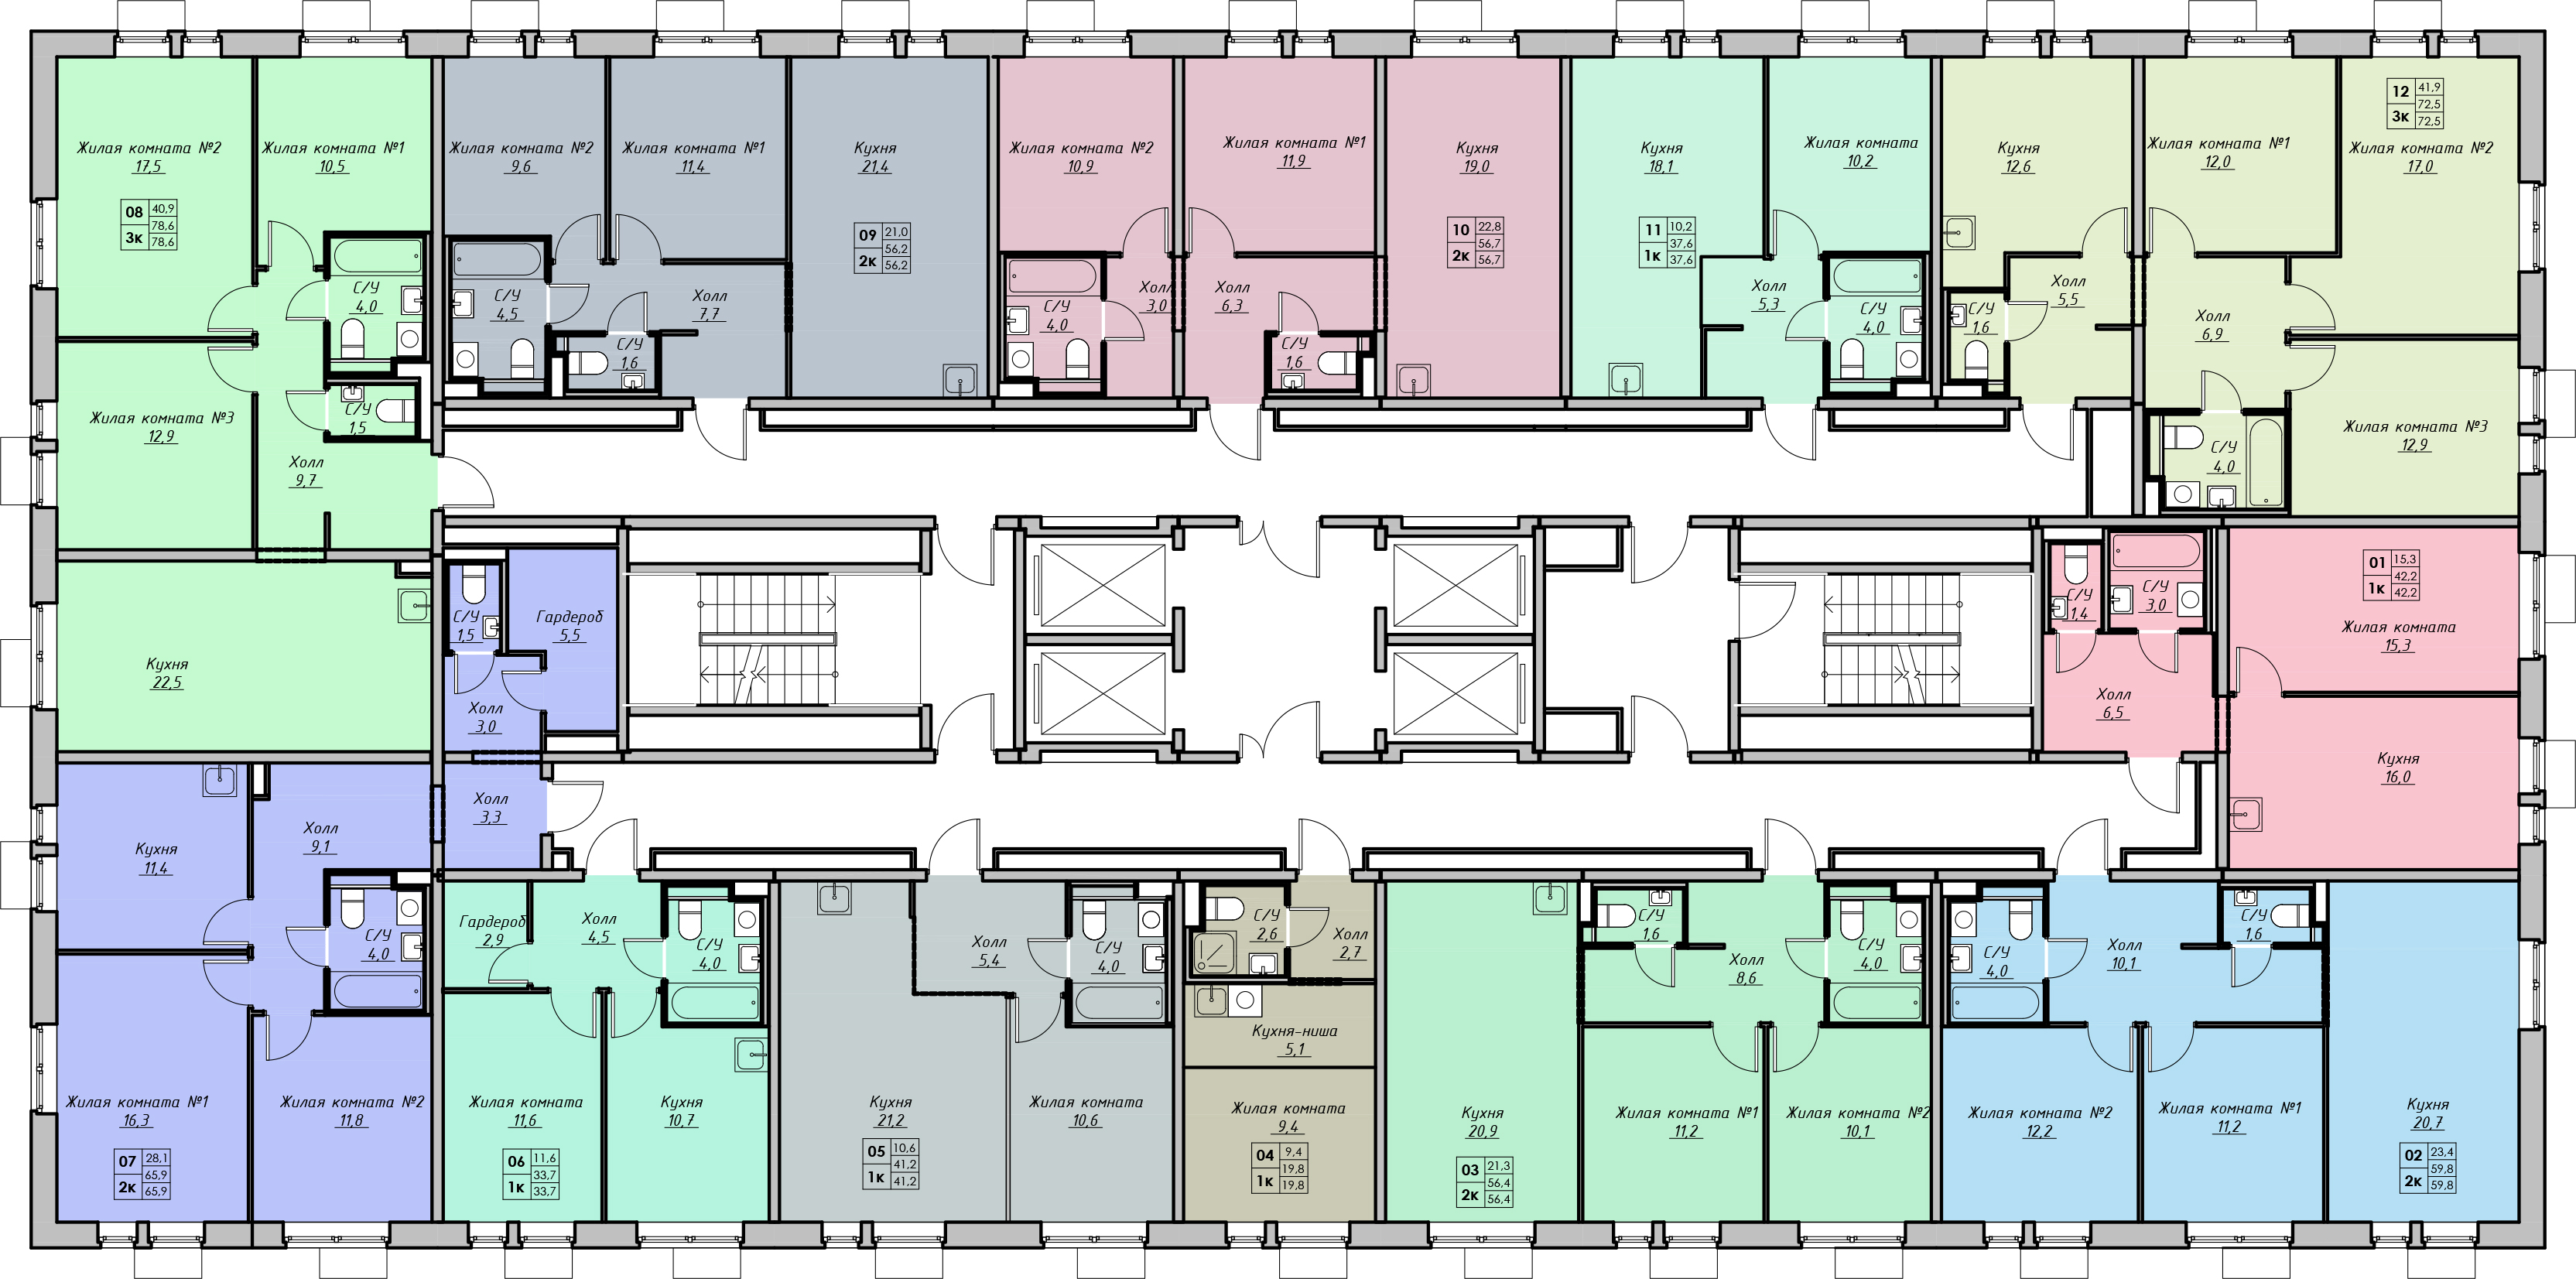 Жилая комната №2
17,5
08
3к
40,9
78,6
78,6
Жилая комната №1
10,5
С/У
4,0
С/У
1,5
Жилая комната №3
12,9
Холл
9,7
Кухня
22,5
Жилая комната №2
9,6
Жилая комната №1
11,4
Кухня
21,4
09
2к
21,0
56,2
56,2
С/У
4,5
Холл
7,7
С/У
1,6
Жилая комната №2
10,9
Жилая комната №1
11,9
Кухня
19,0
10
2к
22,8
56,7
56,7
С/У
4,0
Холл
3,0
Холл
6,3
С/У
1,6
Кухня
18,1
11
1к
10,2
37,6
37,6
Жилая комната
10,2
Холл
5,3
С/У
4,0
Кухня
12,6
С/У
1,6
Холл
5,5
Жилая комната №1
12,0
12
3к
41,9
72,5
72,5
Жилая комната №2
17,0
Холл
6,9
С/У
4,0
Жилая комната №3
12,9
С/У
1,5
Гардероб
5,5
Холл
3,0
Холл
3,3
С/У
1,4
С/У
3,0
Холл
6,5
01
1к
15,3
42,2
42,2
Жилая комната
15,3
Кухня
16,0
Кухня
11,4
Холл
9,1
С/У
4,0
Жилая комната №1
16,3
07
2к
28,1
65,9
65,9
Жилая комната №2
11,8
Гардероб
2,9
Холл
4,5
С/У
4,0
Жилая комната
11,6
06
1к
11,6
33,7
33,7
Кухня
10,7
Холл
5,4
С/У
4,0
Кухня
21,2
05
1к
10,6
41,2
41,2
Жилая комната
10,6
С/У
2,6
Холл
2,7
Кухня-ниша
5,1
Жилая комната
9,4
04
1к
9,4
19,8
19,8
Кухня
20,9
03
2к
21,3
56,4
56,4
С/У
1,6
Холл
8,6
С/У
4,0
Жилая комната №1
11,2
Жилая комната №2
10,1
С/У
4,0
Холл
10,1
С/У
1,6
Жилая комната №2
12,2
Жилая комната №1
11,2
Кухня
20,7
02
2к
23,4
59,8
59,8